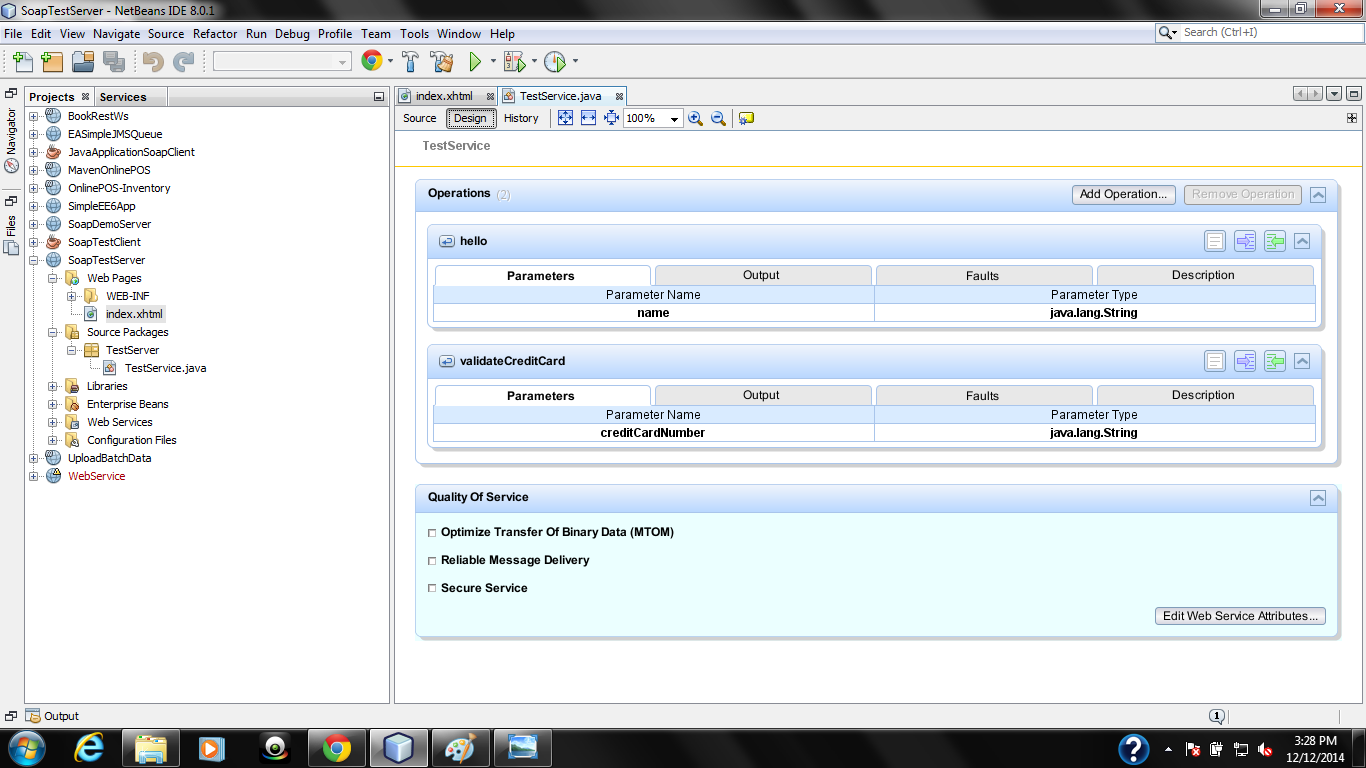 SoapTestServer - NetBeans IDE 8.0.1
File Edit View Navigate Source Refactor Run Debug Profile Team Tools Window Help
Search (Ctrl+I)
Projects Services
Navigator
Files
BookRestWs
EASimpleJMSQueue
JavaApplicationSoapClient
MavenOnlinePOS
OnlinePOS-Inventory
SimpleEE6App
SoapDemoServer
SoapTestClient
SoapTestServer
Web Pages
WEB-INF
index.xhtml
Source Packages
TestServer
TestService.java
Libraries
Enterprise Beans
Web Services
Configuration Files
UploadBatchData
WebService
index.xhtml TestService.java
Source Design History 100%
TestService
Operations (2) Add Operation... Remove Operation
hello
Parameters Output Faults Description
Parameter Name Parameter Type
name java.lang.String
validateCreditCard
Parameters Output Faults Description
Parameter Name Parameter Type
creditCardNumber java.lang.String
Quality Of Service
Optimize Transfer Of Binary Data (MTOM)
Reliable Message Delivery
Secure Service
Edit Web Service Attributes...
Output
1
3:28 PM
12/12/2014